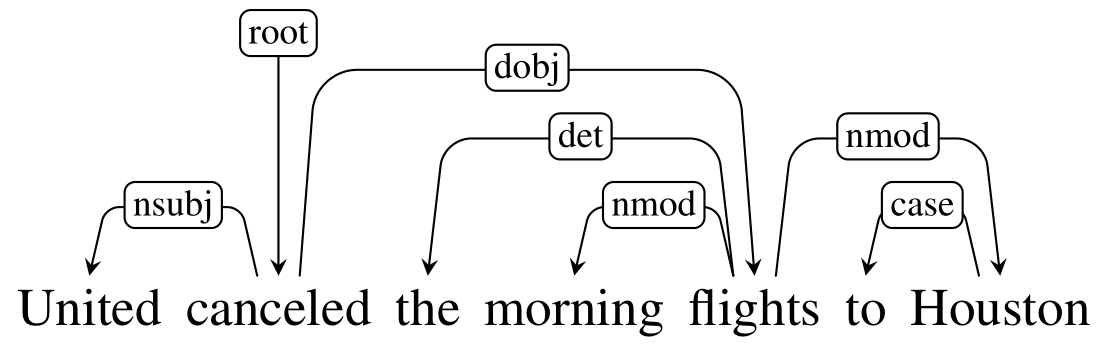 root
dobj
det nmod
nsubj nmod case
United canceled the morning flights to Houston